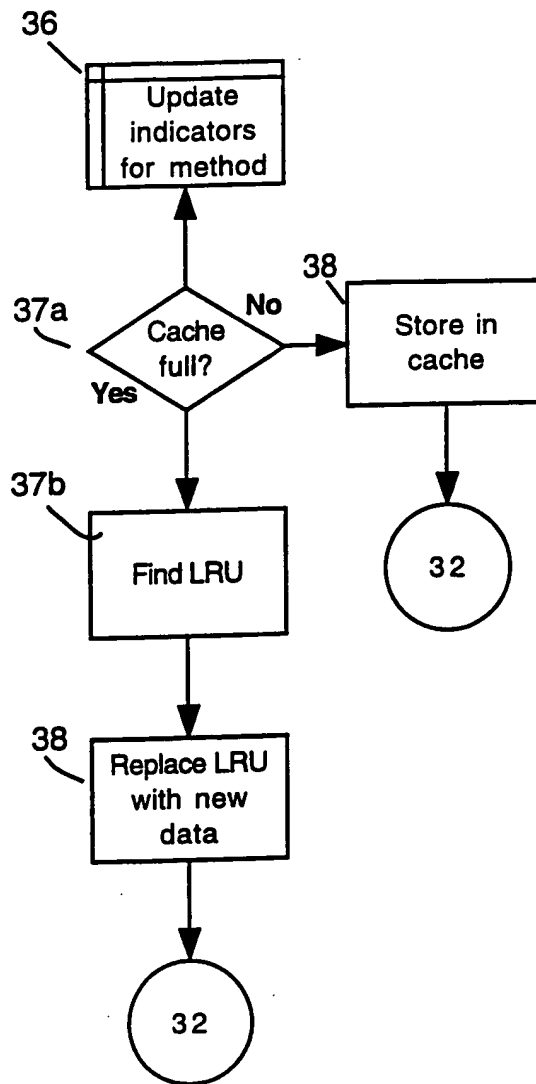 36
Update
indicators
for method
37a
Cache
full?
No
Yes
38
Store in
cache
32
37b
Find LRU
38
Replace LRU
with new
data
32